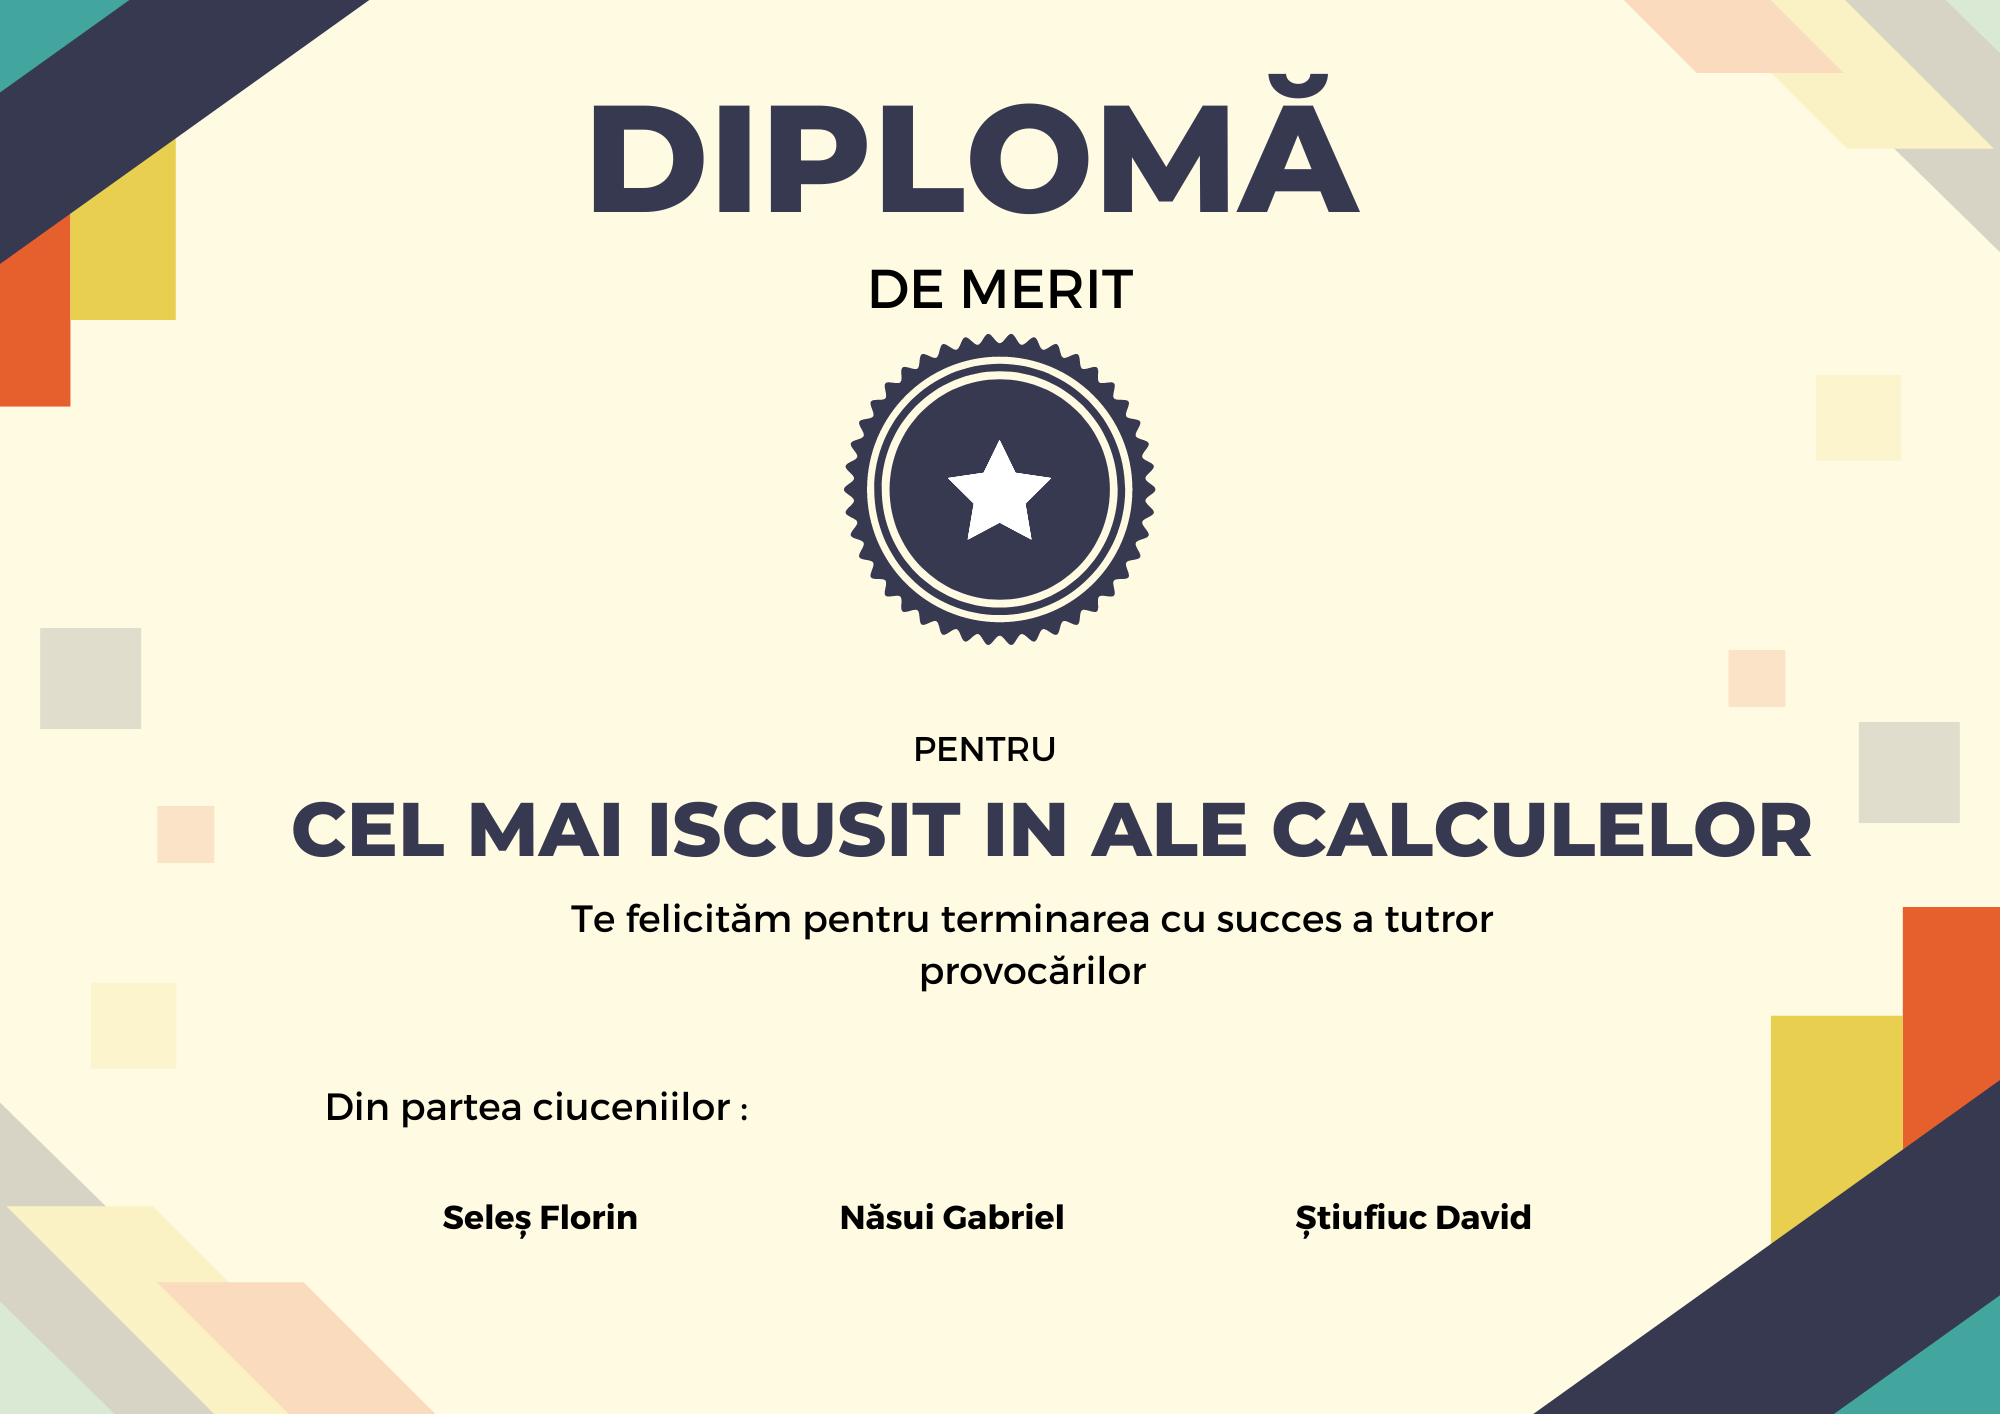 DIPLOMĂ
DE MERIT
PENTRU
CEL MAI ISCUSIT IN ALE CALCULELOR
Te felicităm pentru terminarea cu succes a tutror
provocărilor
Din partea ciuceniilor :
Seleș Florin
Năsui Gabriel
Știufiuc David